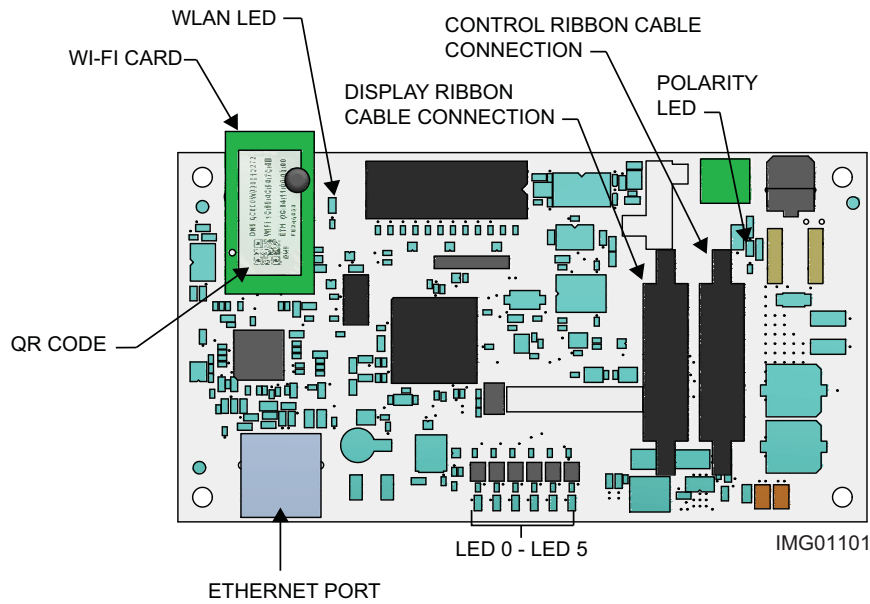 WLAN LED
CONTROL RIBBON CABLE
CONNECTION
WI-FI CARD
POLARITY
LED
DISPLAY RIBBON
CABLE CONNECTION
QR CODE
LED 0 - LED 5
IMG01101
ETHERNET PORT